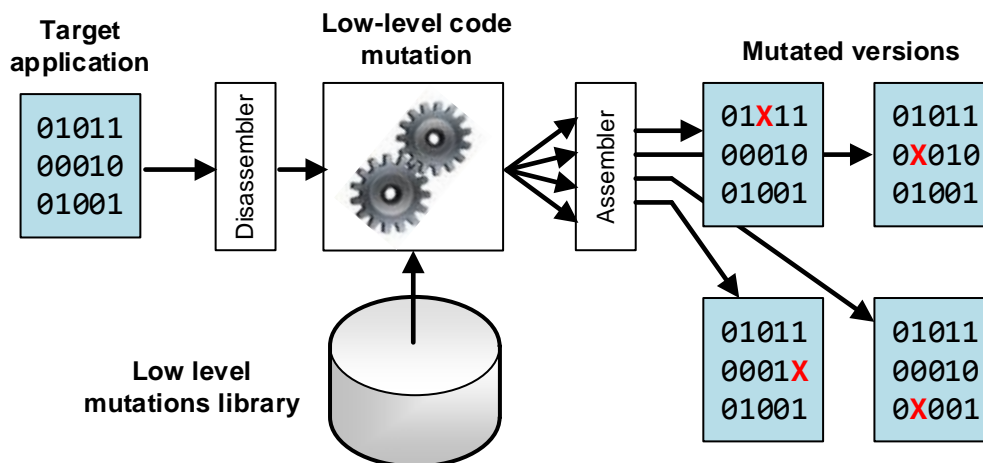 Target
application
01011
00010
01001
Disassembler
Low-level code
mutation
Low level
mutations library
Assembler
Mutated versions
01X11
00010
01001
01011
0X010
01001
01011
0001X
01001
01011
00010
0X001